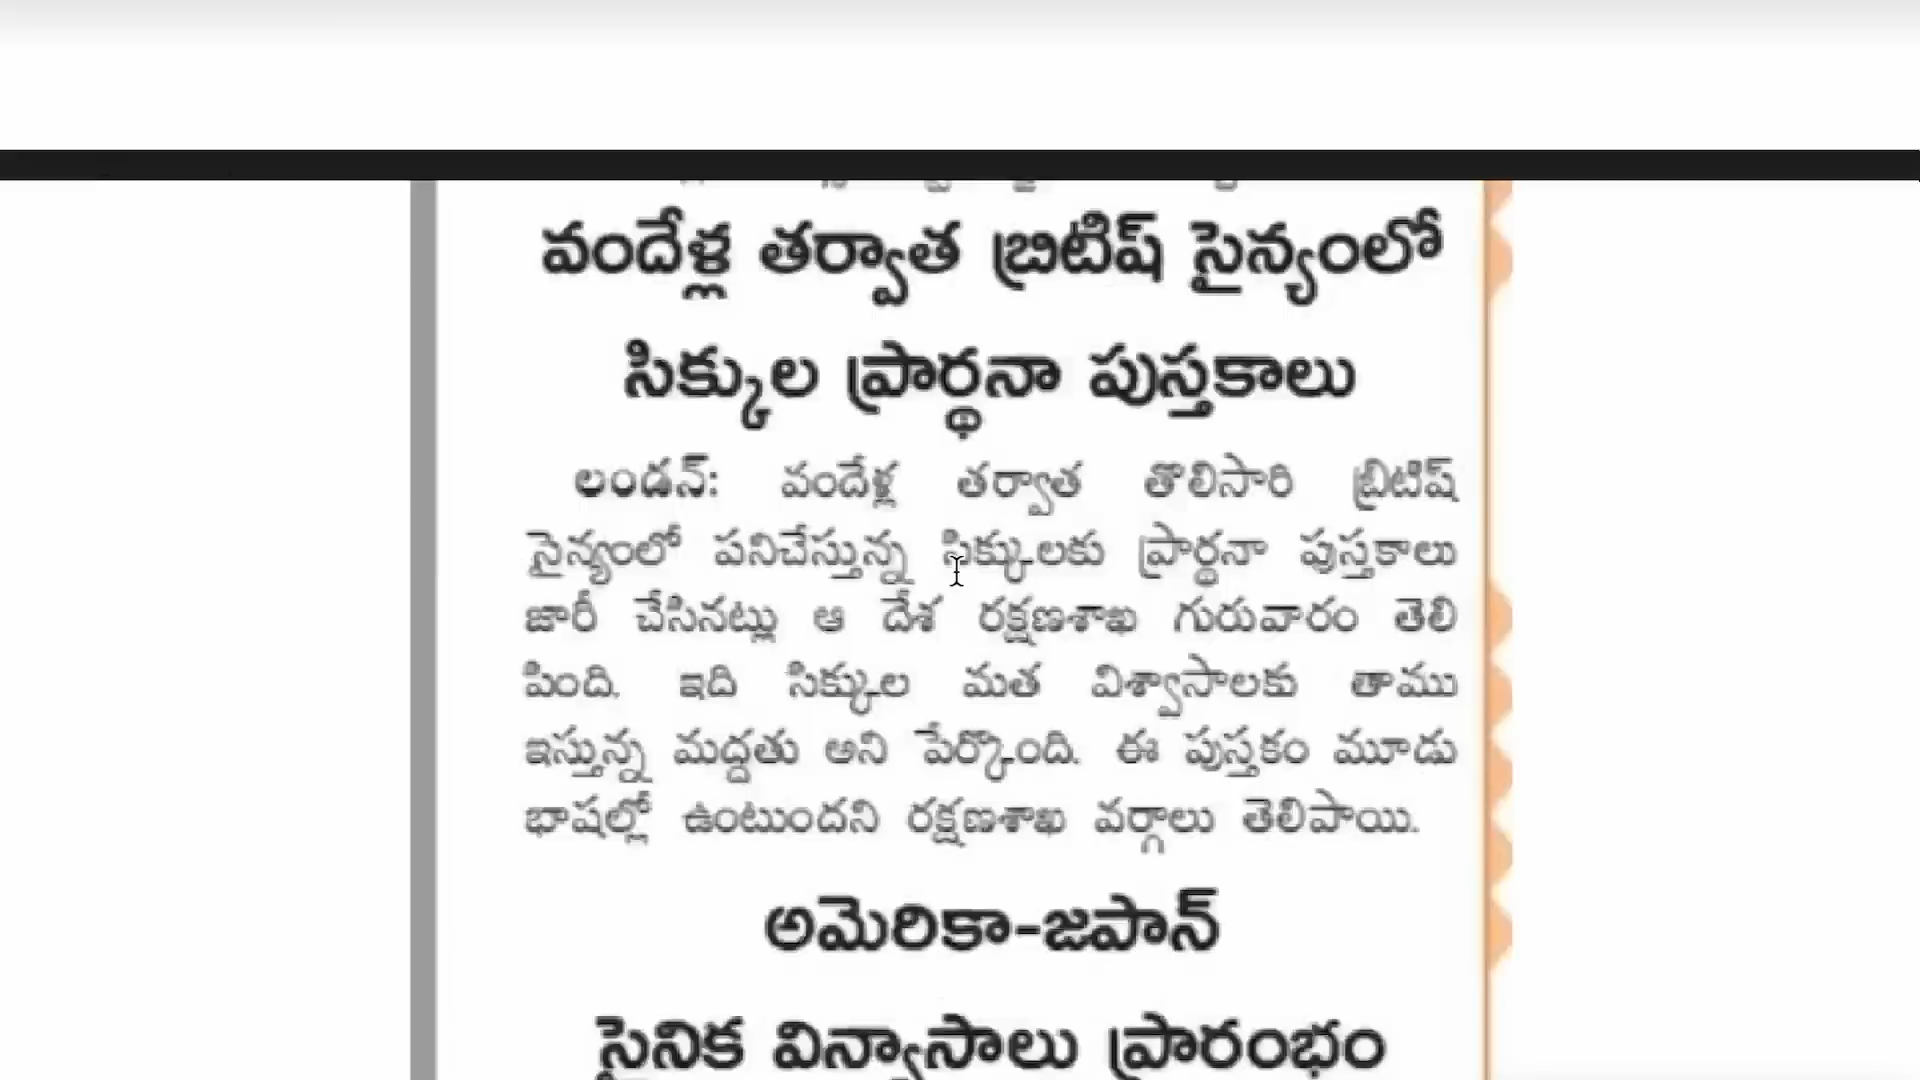 వందేళ్ల తర్వాత బ్రిటిష్ సైన్యంలో
సిక్కుల ప్రార్థనా పుస్తకాలు
లండన్: వందేళ్ల తర్వాత తొలిసారి బ్రిటిష్
సైన్యంలో పనిచేస్తున్న సిక్కులకు ప్రార్థనా పుస్తకాలు
జారీ చేసినట్లు ఆ దేశ రక్షణశాఖ గురువారం తెలి
పింది. ఇది సిక్కుల మత విశ్వాసాలకు తాము
ఇస్తున్న మద్దతు అని పేర్కొంది. ఈ పుస్తకం మూడు
భాషల్లో ఉంటుందని రక్షణశాఖ వర్గాలు తెలిపాయి.
అమెరికా-జపాన్
సైనిక విన్యాసాలు ప్రారంభం